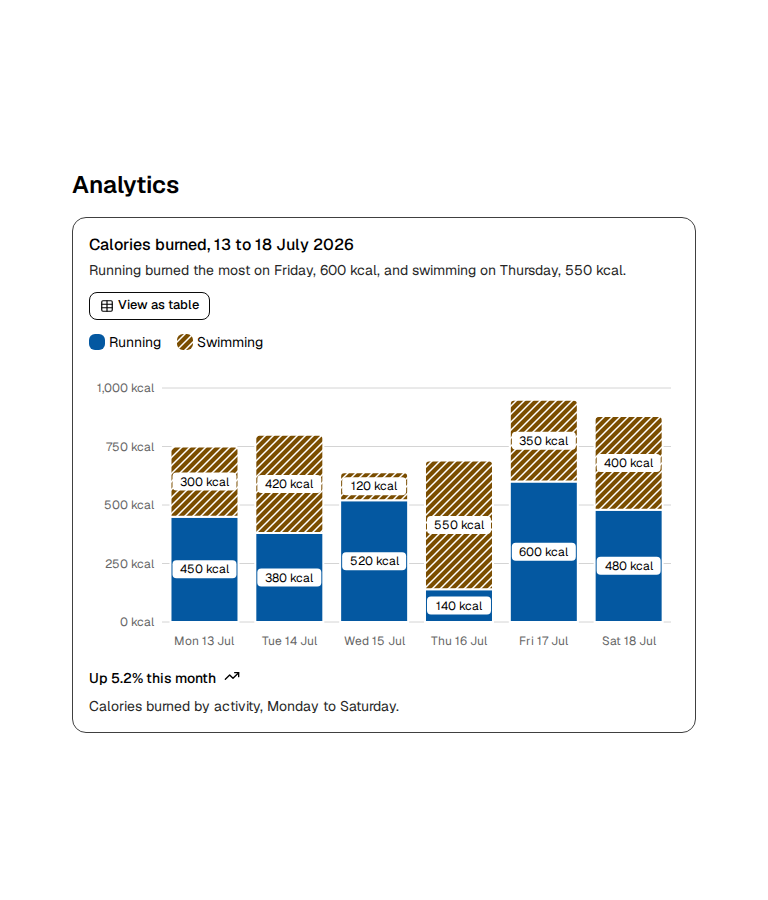 Analytics
Calories burned, 13 to 18 July 2026
Running burned the most on Friday, 600 kcal, and swimming on Thursday, 550 kcal.
View as table
Running Swimming
1,000 kcal
750 kcal
500 kcal
250 kcal
0 kcal
300 kcal 420 kcal 120 kcal 550 kcal 350 kcal 400 kcal
450 kcal 380 kcal 520 kcal 140 kcal 600 kcal 480 kcal
Mon 13 Jul Tue 14 Jul Wed 15 Jul Thu 16 Jul Fri 17 Jul Sat 18 Jul
Up 5.2% this month
Calories burned by activity, Monday to Saturday.